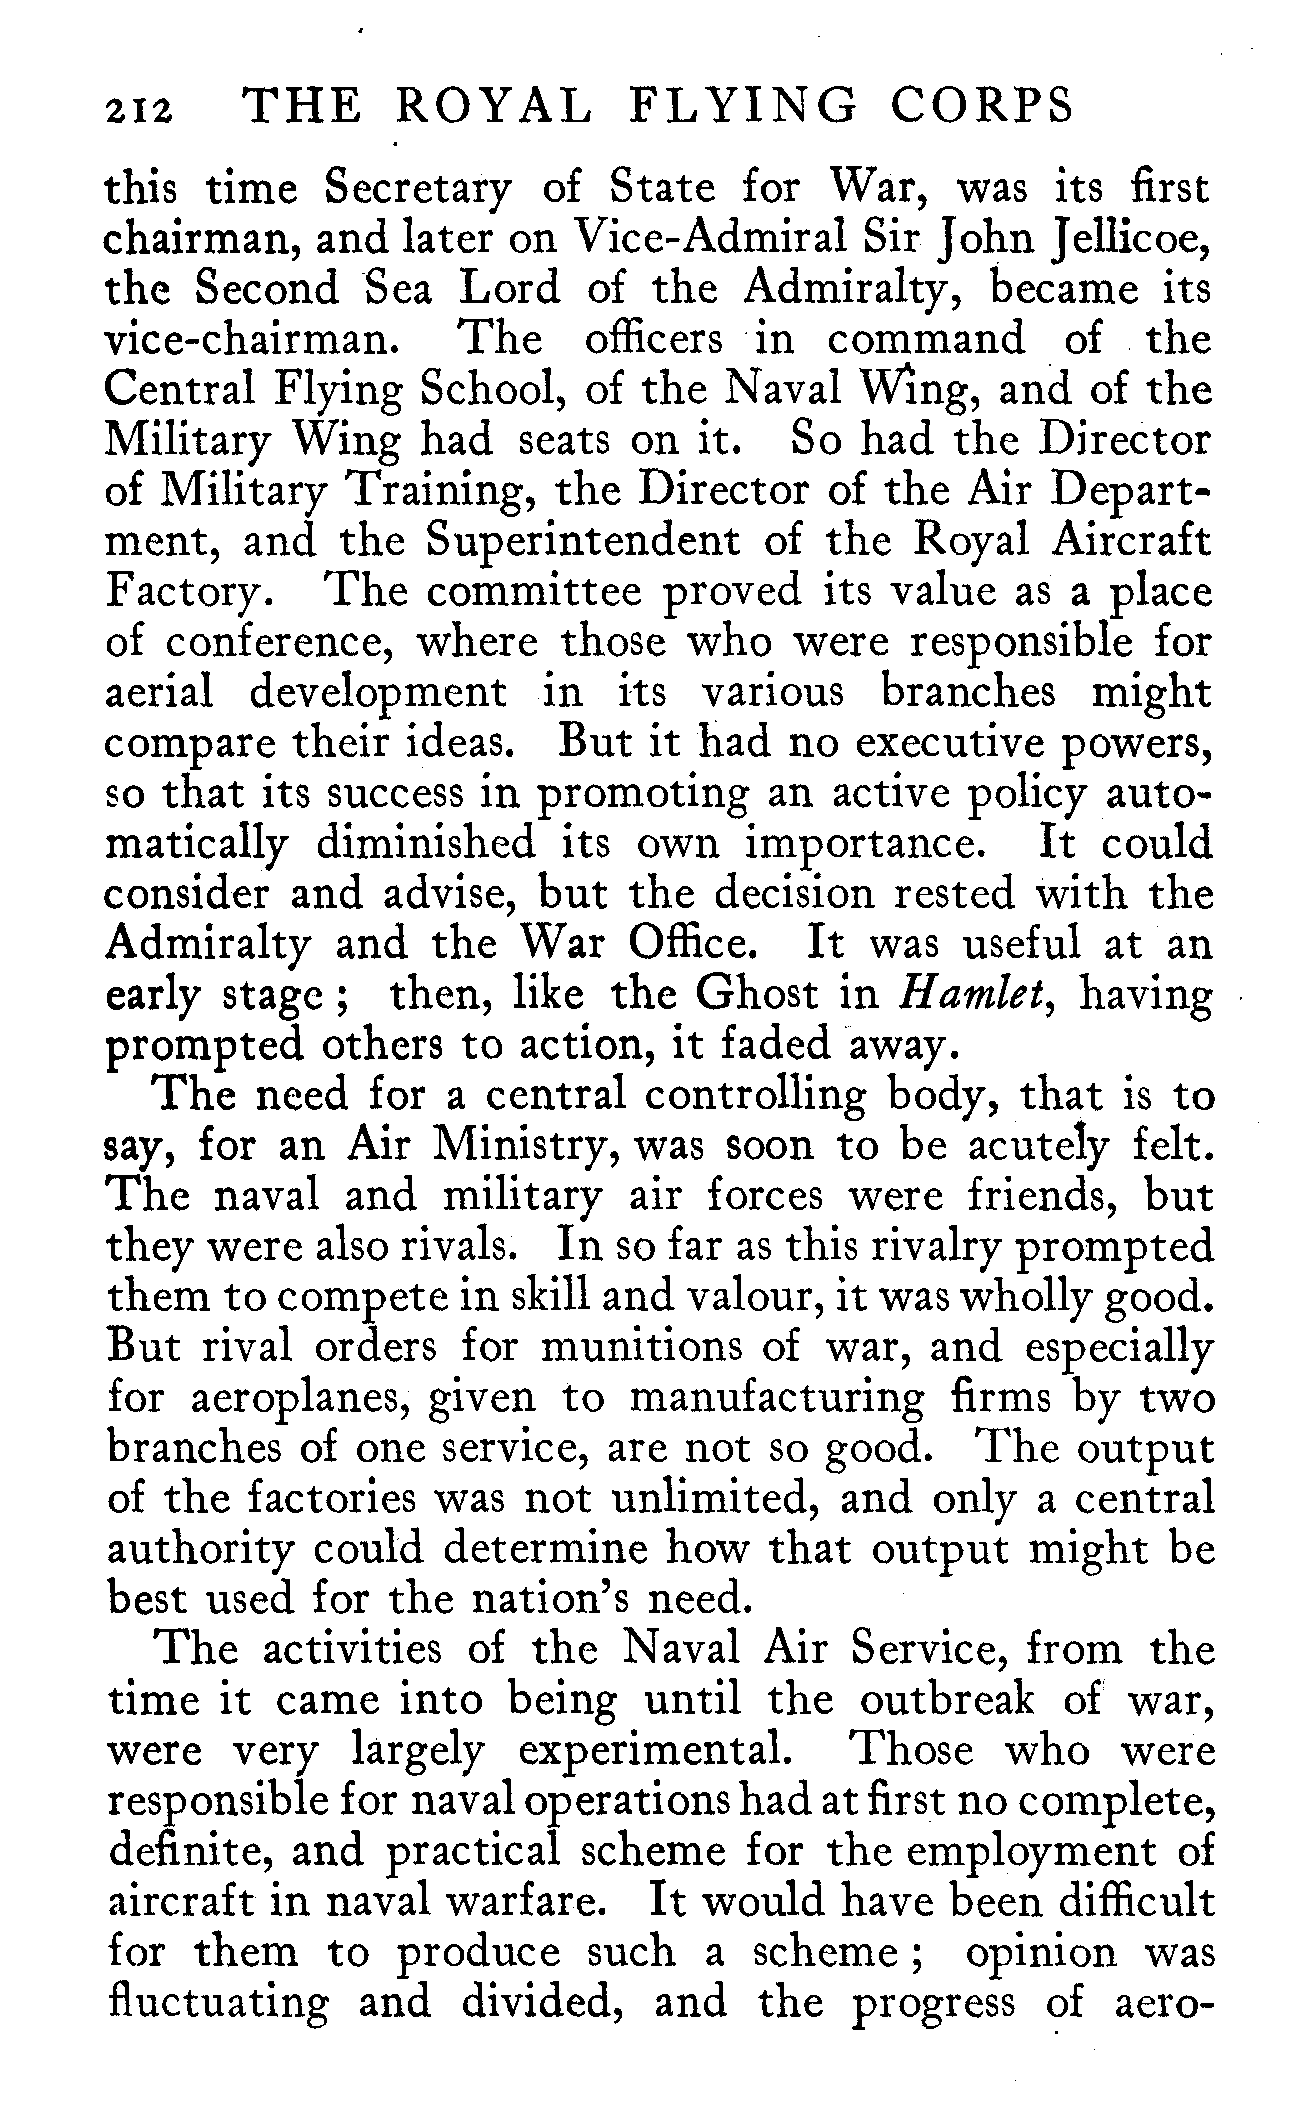 212 THE ROYAL FLYING CORPS
this time Secretary of State for War, was its first
chairman, and later on Vice-Admiral Sir John Jellicoe,
the Second Sea Lord of the Admiralty, became its
vice-chairman. The officers in command of the
Central Flying School, of the Naval Wing, and of the
Military Wing had seats on it. So had the Director
of Military Training, the Director of the Air Depart-
ment, and the Superintendent of the Royal Aircraft
Factory. The committee proved its value as a place
of conference, where those who were responsible for
aerial development in its various branches might
compare their ideas. But it had no executive powers,
so that its success in promoting an active policy auto-
matically diminished its own importance. It could
consider and advise, but the decision rested with the
Admiralty and the War Office. It was useful at an
early stage ; then, like the Ghost in Hamlet, having
prompted others to action, it faded away.
The need for a central controlling body, that is to
say, for an Air Ministry, was soon to be acutely felt.
The naval and military air forces were friends, but
they were also rivals. In so far as this rivalry prompted
them to compete in skill and valour, it was wholly good.
But rival orders for munitions of war, and especially
for aeroplanes, given to manufacturing firms by two
branches of one service, are not so good. The output
of the factories was not unlimited, and only a central
authority could determine how that output might be
best used for the nation's need.
The activities of the Naval Air Service, from the
time it came into being until the outbreak of war,
were very largely experimental. Those who were
responsible for naval operations had at first no complete,
definite, and practical scheme for the employment of
aircraft in naval warfare. It would have been difficult
for them to produce such a scheme ; opinion was
fluctuating and divided, and the progress of aero-